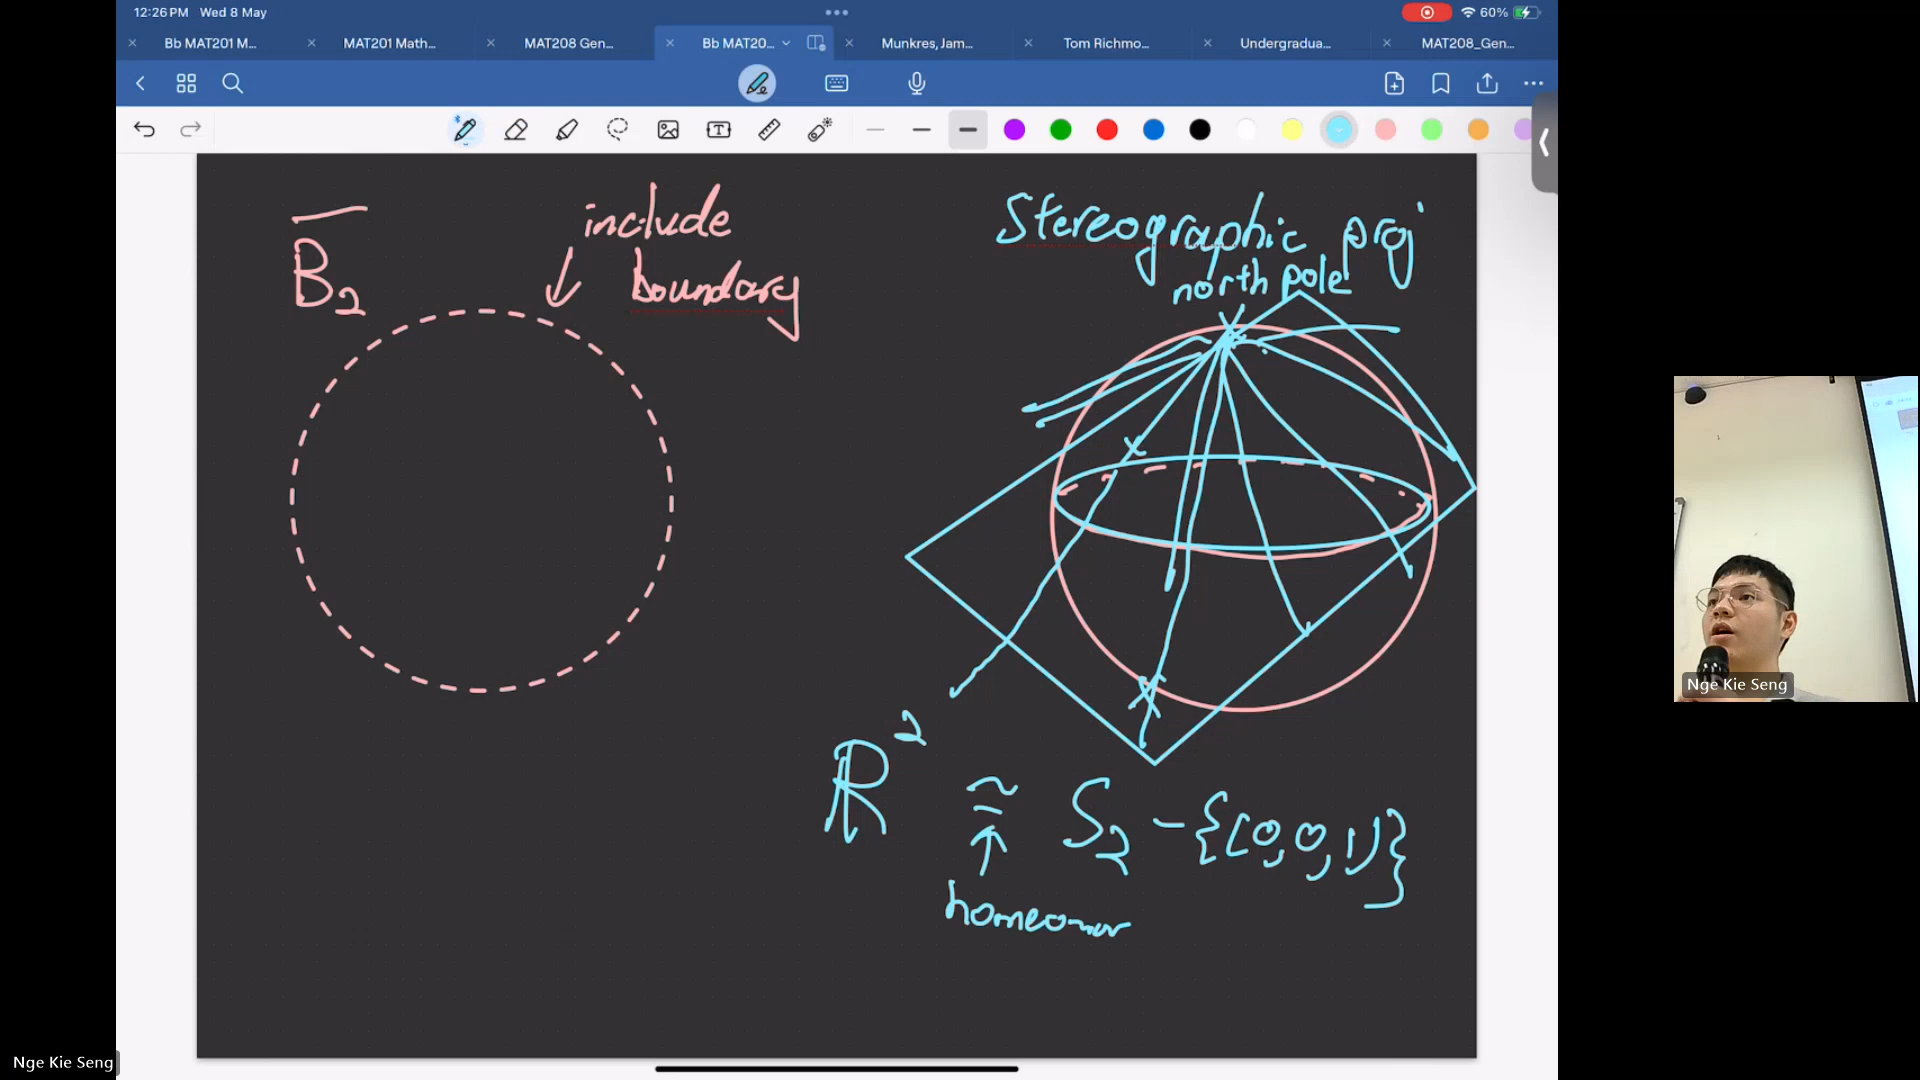 12:26 PM Wed 8 May
60%
Bb MAT201 M...
MAT201 Math...
MAT208 Gen...
Bb MAT20...
Munkres, Jam...
Tom Richmo...
Undergradua...
MAT208_Gen...
B̅₂
include
boundary
Stereographic proj
north pole
ℝ² ≅ S₂ - {(0,0,1)}
homeomor
Nge Kie Seng
Nge Kie Seng